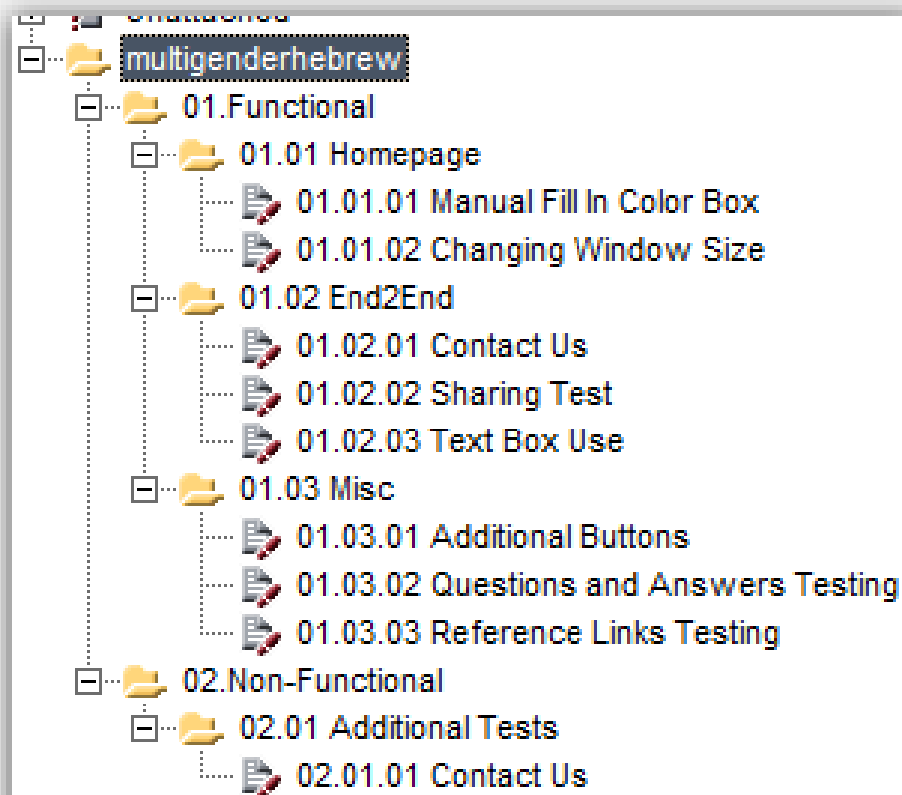 Unattached
multigenderhebrew
01.Functional
01.01 Homepage
01.01.01 Manual Fill In Color Box
01.01.02 Changing Window Size
01.02 End2End
01.02.01 Contact Us
01.02.02 Sharing Test
01.02.03 Text Box Use
01.03 Misc
01.03.01 Additional Buttons
01.03.02 Questions and Answers Testing
01.03.03 Reference Links Testing
02.Non-Functional
02.01 Additional Tests
02.01.01 Contact Us